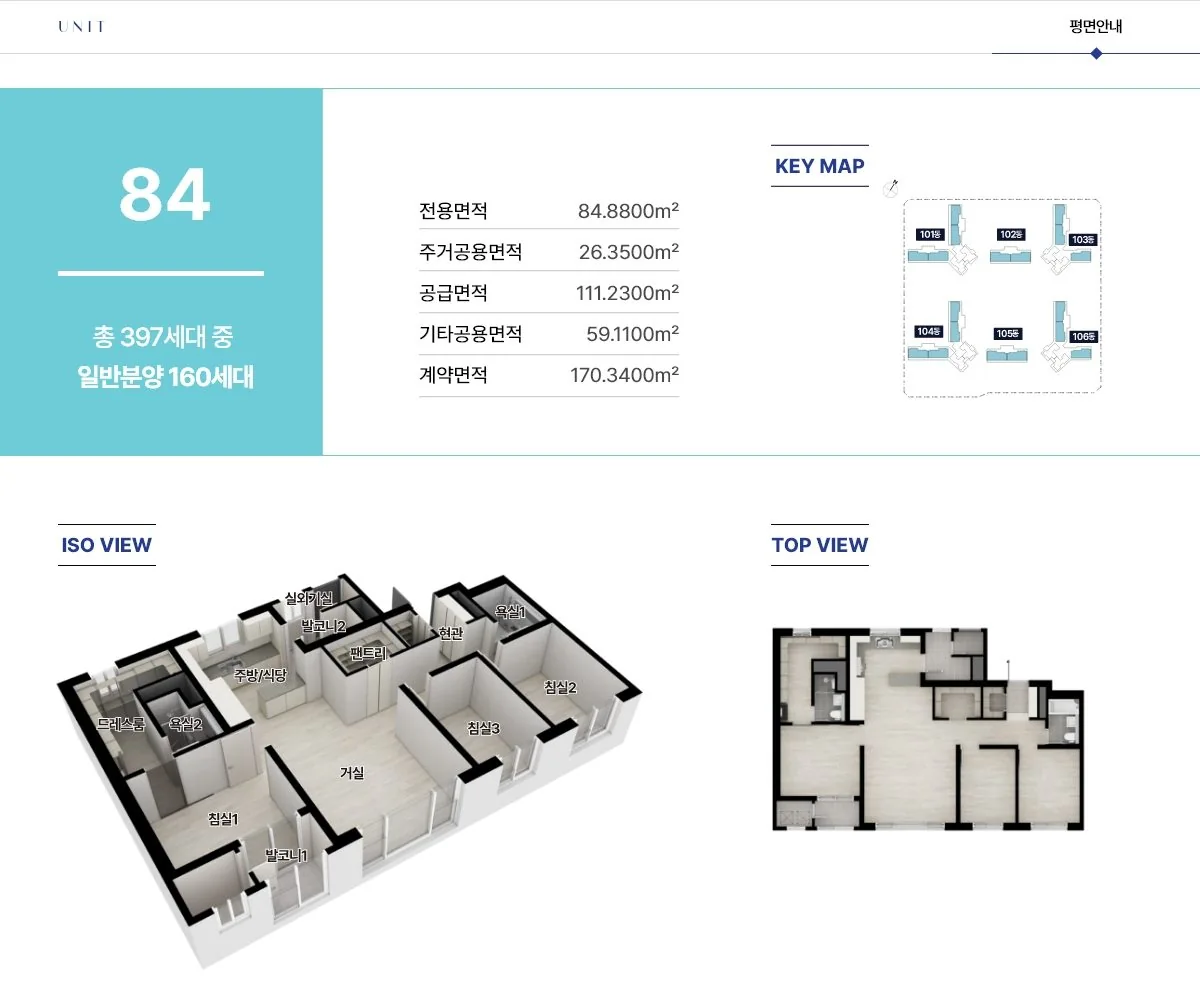 UNIT
평면안내
84
총 397세대 중
일반분양 160세대
전용면적 84.8800m²
주거공용면적 26.3500m²
공급면적 111.2300m²
기타공용면적 59.1100m²
계약면적 170.3400m²
KEY MAP
101동
102동
103동
104동
105동
106동
ISO VIEW
실외기실
발코니2
욕실1
현관
팬트리
주방/식당
침실2
드레스룸
욕실2
침실3
거실
침실1
발코니1
TOP VIEW